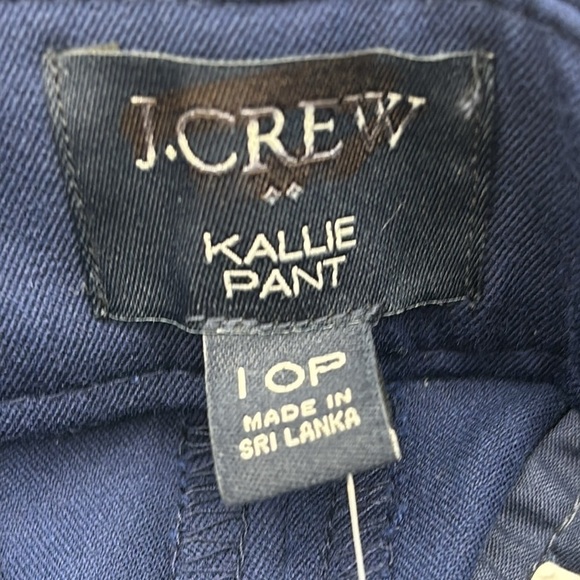 J.CREW
KALLIE
PANT
10P
MADE IN
SRI LANKA